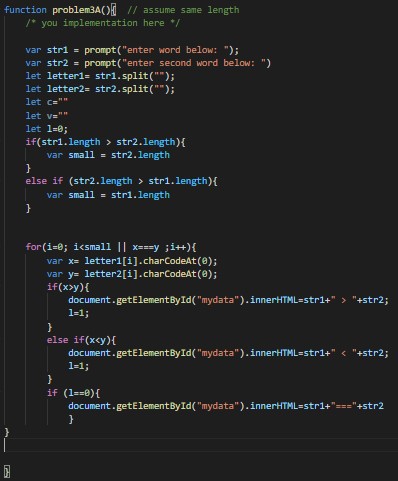 function problem3A(){  // assume same length
    /* you implementation here */

    var str1 = prompt("enter word below: ");
    var str2 = prompt("enter second word below: ")
    let letter1= str1.split("");
    let letter2= str2.split("");
    let c=""
    let v=""
    let l=0;
    if(str1.length > str2.length){
        var small = str2.length
    }
    else if (str2.length > str1.length){
        var small = str1.length
    }


    for(i=0; i<small || x===y ;i++){
        var x= letter1[i].charCodeAt(0);
        var y= letter2[i].charCodeAt(0);
        if(x>y){
            document.getElementById("mydata").innerHTML=str1+" > "+str2;
            l=1;
        }
        else if(x<y){
            document.getElementById("mydata").innerHTML=str1+" < "+str2;
            l=1;
        }
        if (l==0){
            document.getElementById("mydata").innerHTML=str1+"==="+str2
            }
}

}